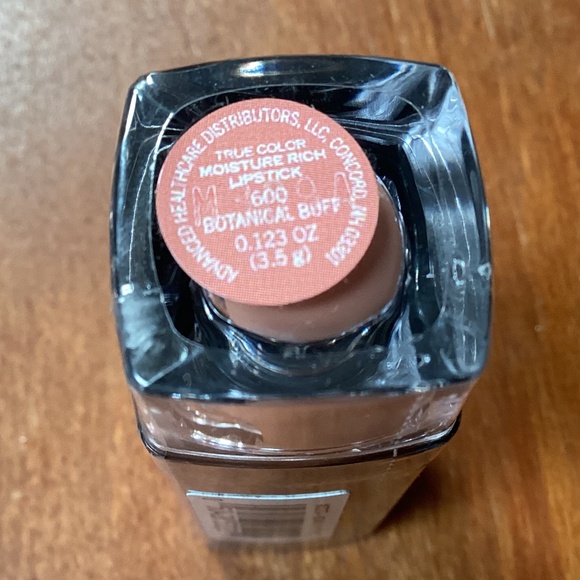 ADVANCED HEALTHCARE DISTRIBUTORS, LLC, CONCORD, NH 03301
TRUE COLOR
MOISTURE RICH
LIPSTICK
600
BOTANICAL BUFF
0.123 OZ
(3.5 g)